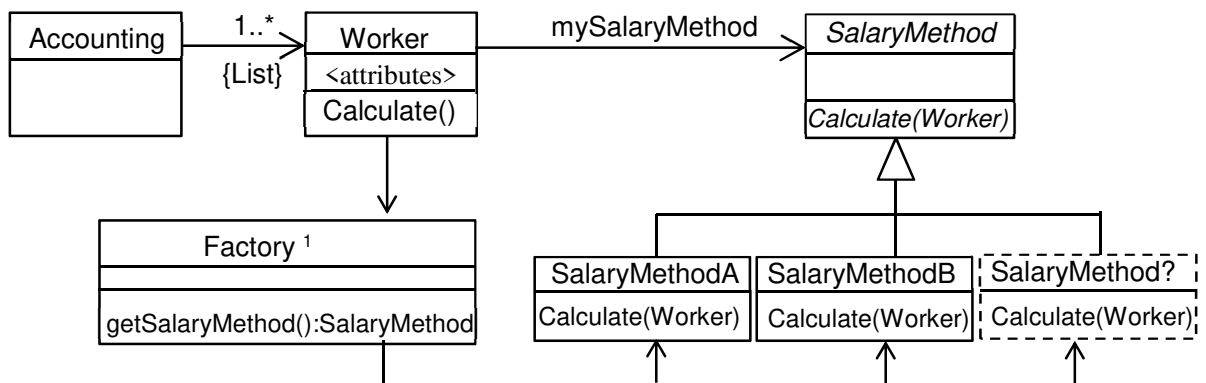 Accounting
1..*
{List}
Worker
<attributes>
Calculate()
mySalaryMethod
SalaryMethod
Calculate(Worker)
Factory 1
getSalaryMethod():SalaryMethod
SalaryMethodA
Calculate(Worker)
SalaryMethodB
Calculate(Worker)
SalaryMethod?
Calculate(Worker)